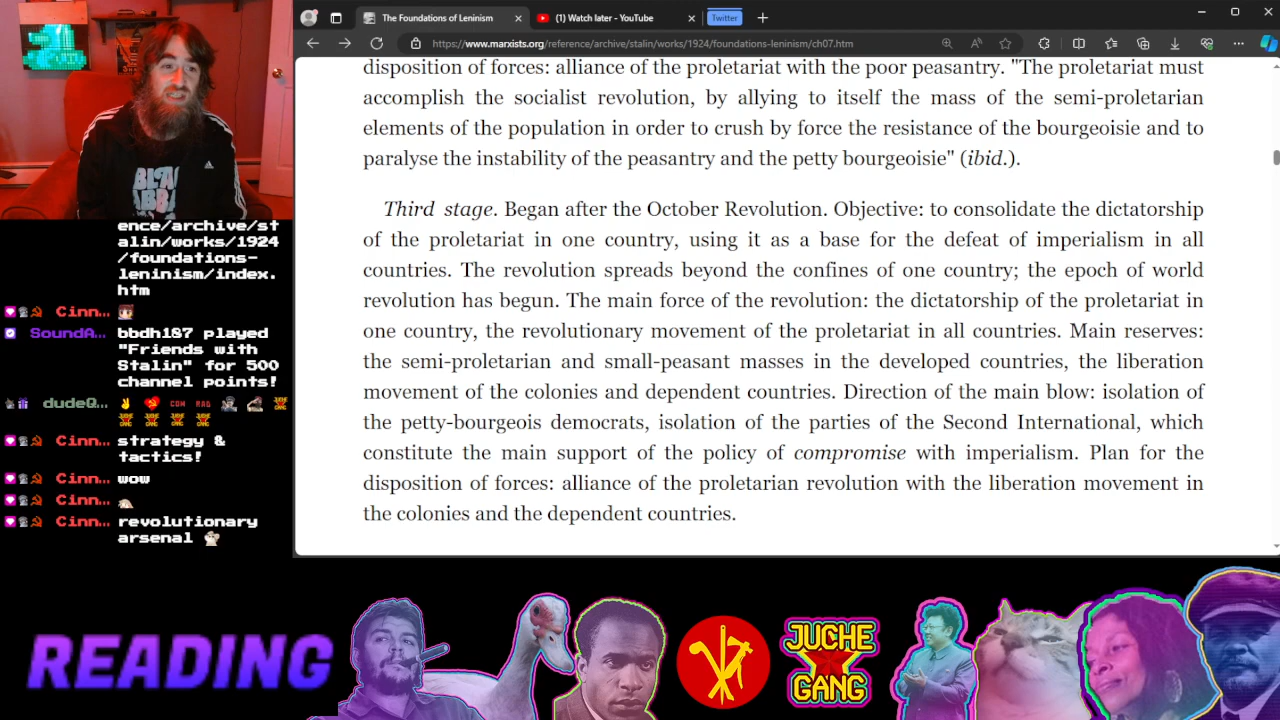 The Foundations of Leninism
(1) Watch later - YouTube
Twitter
https://www.marxists.org/reference/archive/stalin/works/1924/foundations-leninism/ch07.htm
disposition of forces: alliance of the proletariat with the poor peasantry. "The proletariat must
accomplish the socialist revolution, by allying to itself the mass of the semi-proletarian
elements of the population in order to crush by force the resistance of the bourgeoisie and to
paralyse the instability of the peasantry and the petty bourgeoisie" (ibid.).
Third stage. Began after the October Revolution. Objective: to consolidate the dictatorship
of the proletariat in one country, using it as a base for the defeat of imperialism in all
countries. The revolution spreads beyond the confines of one country; the epoch of world
revolution has begun. The main force of the revolution: the dictatorship of the proletariat in
one country, the revolutionary movement of the proletariat in all countries. Main reserves:
the semi-proletarian and small-peasant masses in the developed countries, the liberation
movement of the colonies and dependent countries. Direction of the main blow: isolation of
the petty-bourgeois democrats, isolation of the parties of the Second International, which
constitute the main support of the policy of compromise with imperialism. Plan for the
disposition of forces: alliance of the proletarian revolution with the liberation movement in
the colonies and the dependent countries.
ence/archive/st
alin/works/1924
/foundations-
leninism/index.
htm
Cinn...
SoundA... bbdh187 played
"Friends with
Stalin" for 500
channel points!
dudeQ...
Cinn... strategy &
tactics!
Cinn... wow
Cinn...
Cinn... revolutionary
arsenal
READING
JUCHE
GANG